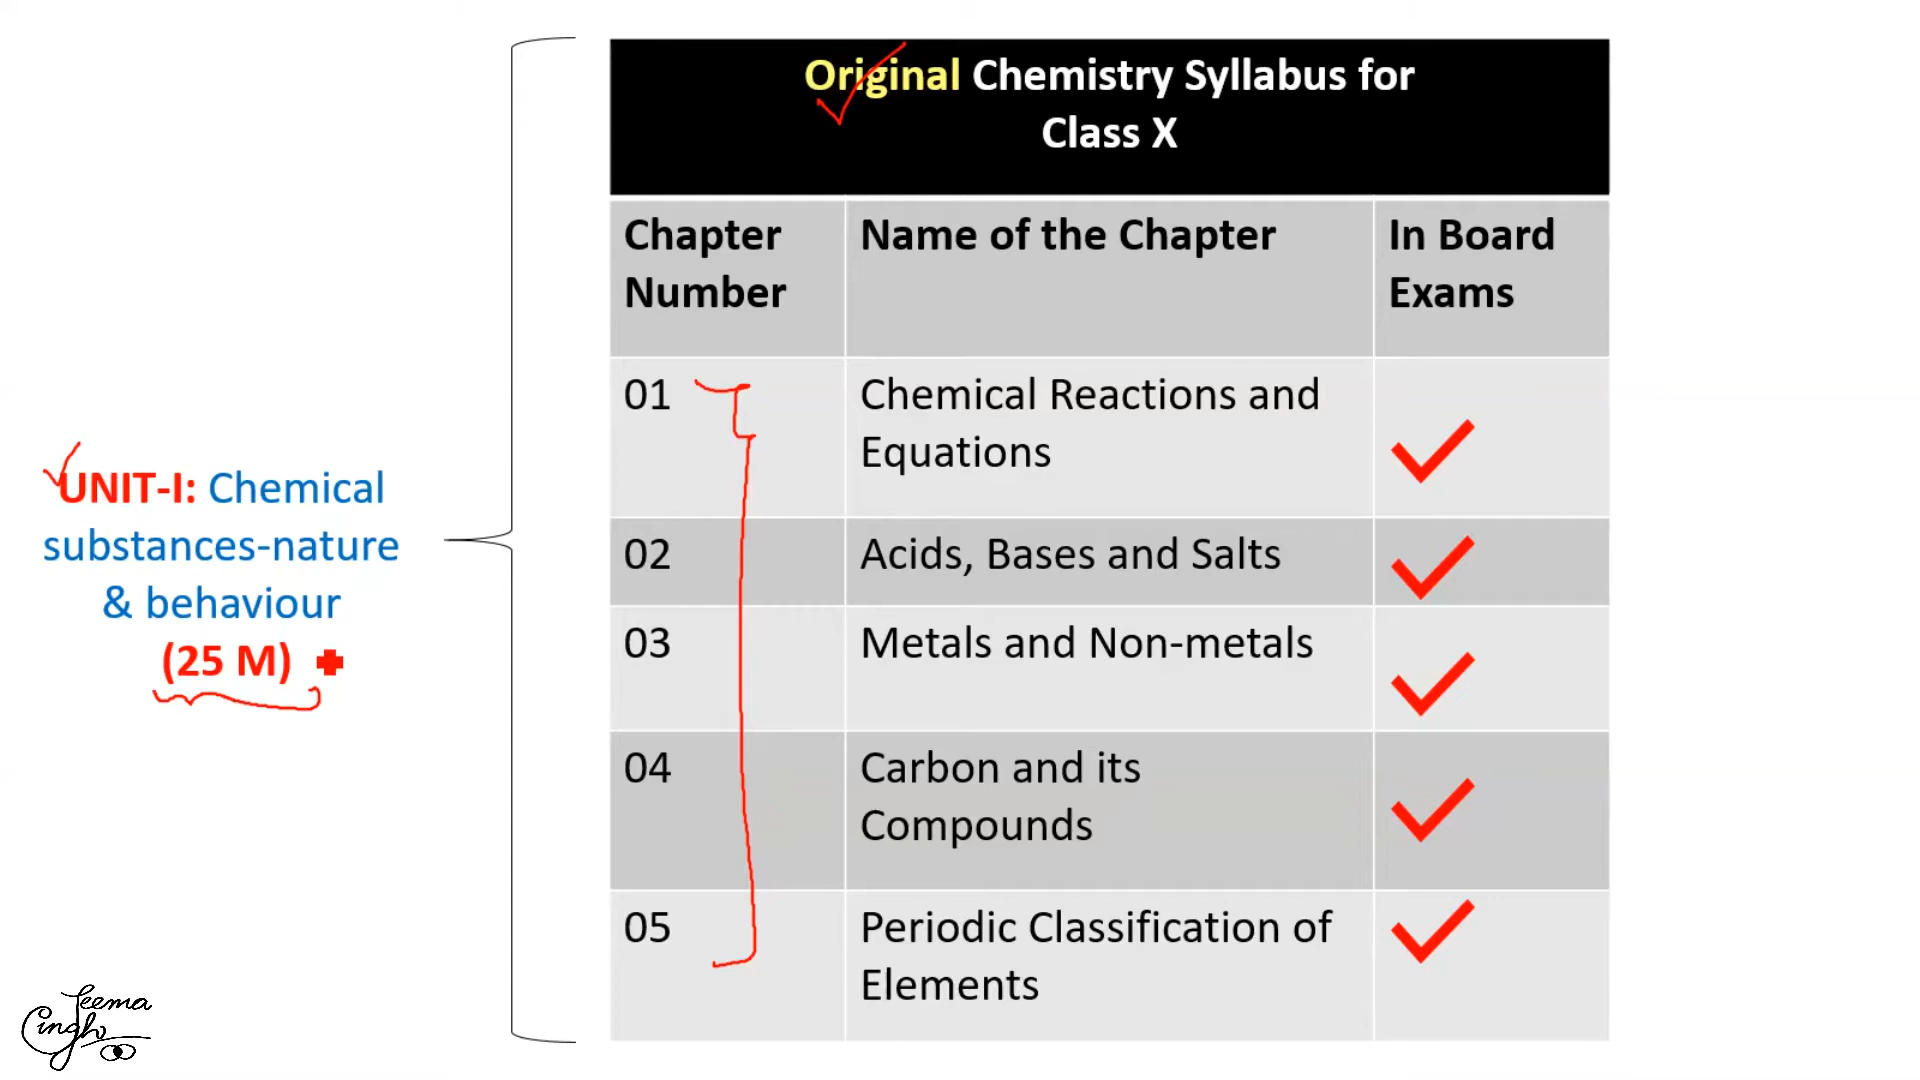 Original Chemistry Syllabus for
Class X
Chapter
Number
Name of the Chapter
In Board
Exams
01
Chemical Reactions and
Equations
02
Acids, Bases and Salts
03
Metals and Non-metals
04
Carbon and its
Compounds
05
Periodic Classification of
Elements
UNIT-I: Chemical
substances-nature
& behaviour
(25 M)